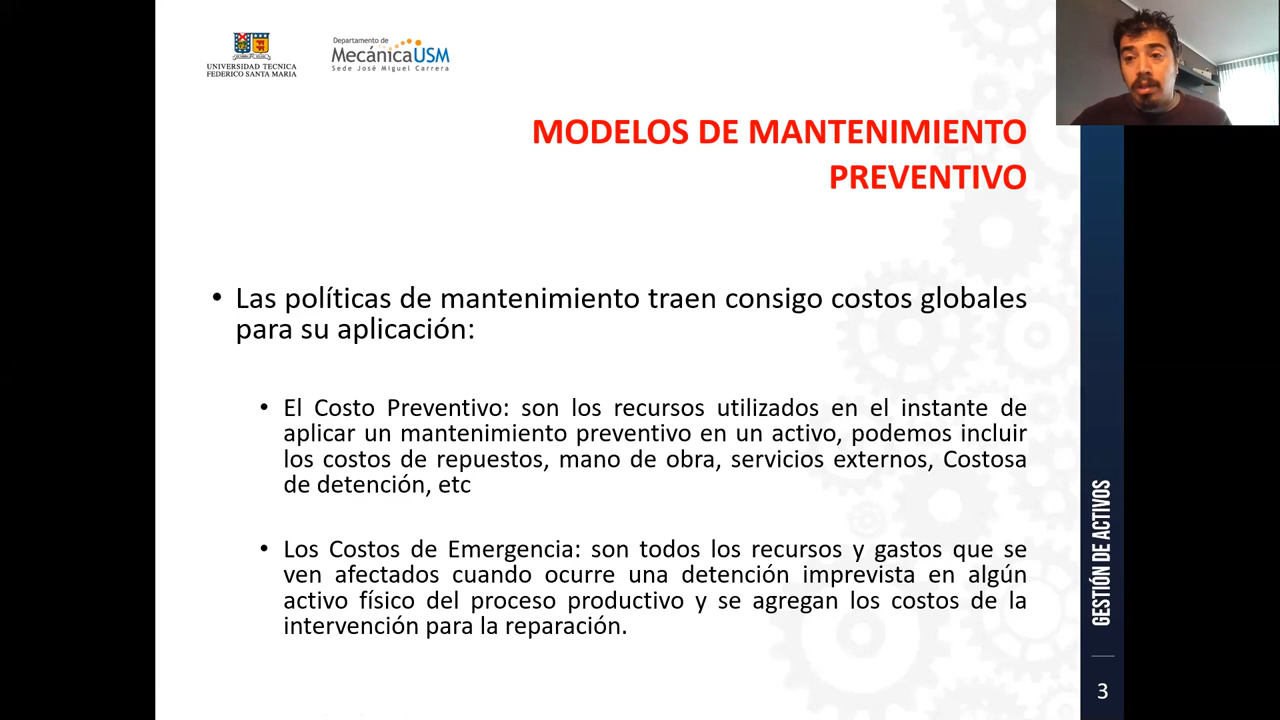 UNIVERSIDAD TECNICA
FEDERICO SANTA MARIA
Departamento de
MecánicaUSM
Sede José Miguel Carrera
MODELOS DE MANTENIMIENTO
PREVENTIVO
• Las políticas de mantenimiento traen consigo costos globales
para su aplicación:
• El Costo Preventivo: son los recursos utilizados en el instante de
aplicar un mantenimiento preventivo en un activo, podemos incluir
los costos de repuestos, mano de obra, servicios externos, Costosa
de detención, etc
• Los Costos de Emergencia: son todos los recursos y gastos que se
ven afectados cuando ocurre una detención imprevista en algún
activo físico del proceso productivo y se agregan los costos de la
intervención para la reparación.
GESTIÓN DE ACTIVOS
3